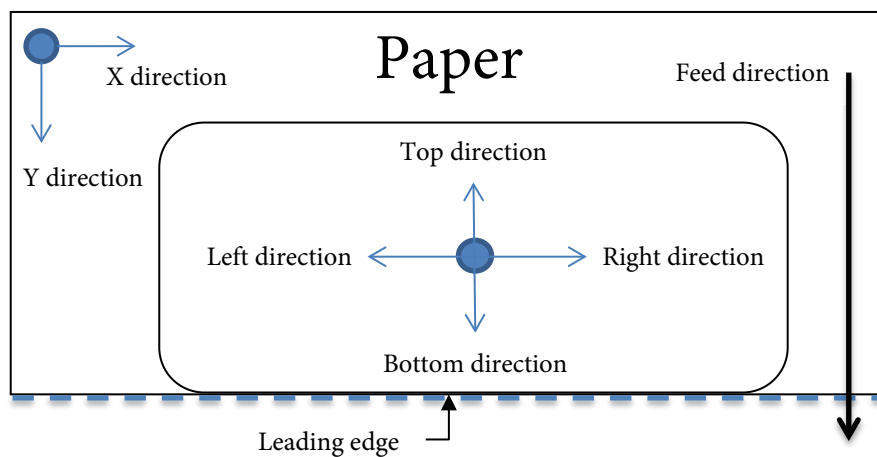 Paper
X direction
Feed direction
Y direction
Top direction
Left direction
Right direction
Bottom direction
Leading edge